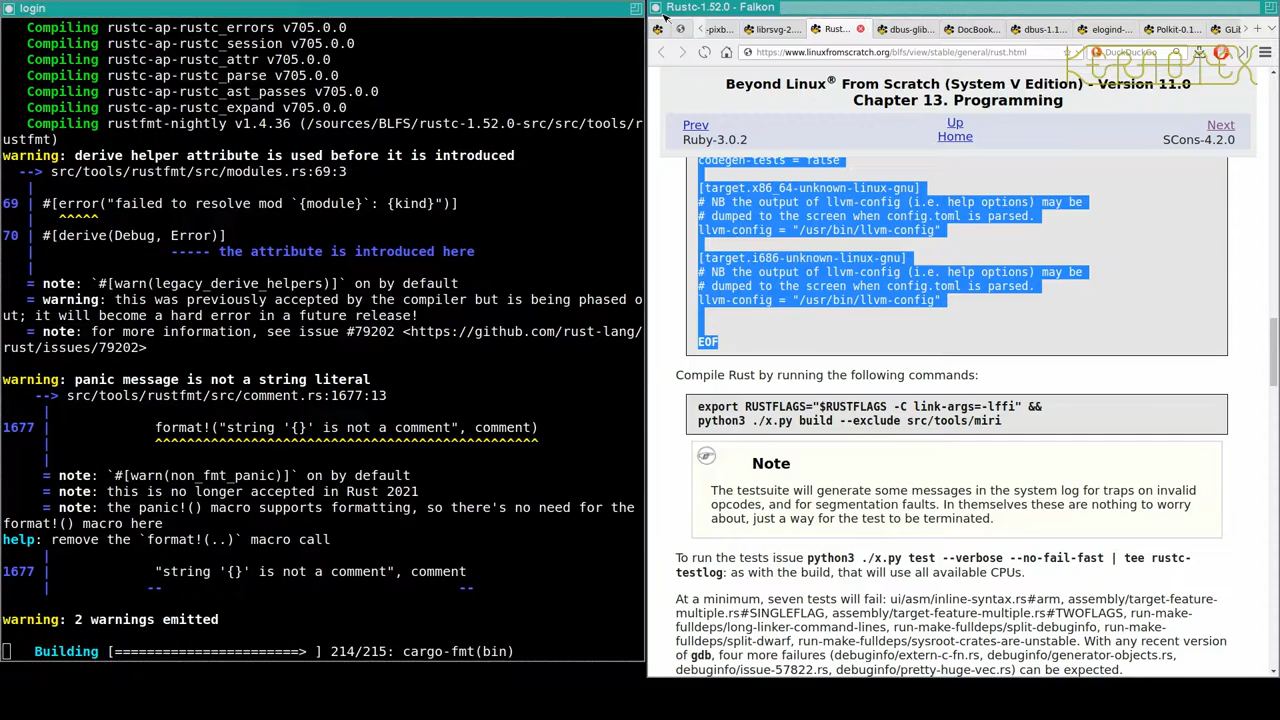 login
Compiling rustc-ap-rustc_errors v705.0.0
Compiling rustc-ap-rustc_session v705.0.0
Compiling rustc-ap-rustc_attr v705.0.0
Compiling rustc-ap-rustc_parse v705.0.0
Compiling rustc-ap-rustc_ast_passes v705.0.0
Compiling rustc-ap-rustc_expand v705.0.0
Compiling rustfmt-nightly v1.4.36 (/sources/BLFS/rustc-1.52.0-src/src/tools/r
ustfmt)
warning: derive helper attribute is used before it is introduced
--> src/tools/rustfmt/src/modules.rs:69:3
|
69 | #[error("failed to resolve mod `{module}`: {kind}")]
| ^^^^^
70 | #[derive(Debug, Error)]
| ----- the attribute is introduced here
|
= note: `#[warn(legacy_derive_helpers)]` on by default
= warning: this was previously accepted by the compiler but is being phased o
ut; it will become a hard error in a future release!
= note: for more information, see issue #79202 <https://github.com/rust-lang/
rust/issues/79202>
warning: panic message is not a string literal
--> src/tools/rustfmt/src/comment.rs:1677:13
|
1677 | format!("string '{}' is not a comment", comment)
| ^^^^^^^^^^^^^^^^^^^^^^^^^^^^^^^^^^^^^^^^^^^^^^^^
|
= note: `#[warn(non_fmt_panic)]` on by default
= note: this is no longer accepted in Rust 2021
= note: the panic!() macro supports formatting, so there's no need for the
format!() macro here
help: remove the `format!(..)` macro call
|
1677 | "string '{}' is not a comment", comment
| -- --
warning: 2 warnings emitted
Building [=======================> ] 214/215: cargo-fmt(bin)
Rustc-1.52.0 - Falkon
-pixb... librsvg-2... Rust... dbus-glib... DocBook... dbus-1.1... elogind-... Polkit-0.1... GLi
https://www.linuxfromscratch.org/blfs/view/stable/general/rust.html DuckDuckGo
KERNOTEX
Beyond Linux® From Scratch (System V Edition) - Version 11.0
Chapter 13. Programming
Prev Up Next
Ruby-3.0.2 Home SCons-4.2.0
codegen-tests = false
[target.x86_64-unknown-linux-gnu]
# NB the output of llvm-config (i.e. help options) may be
# dumped to the screen when config.toml is parsed.
llvm-config = "/usr/bin/llvm-config"
[target.i686-unknown-linux-gnu]
# NB the output of llvm-config (i.e. help options) may be
# dumped to the screen when config.toml is parsed.
llvm-config = "/usr/bin/llvm-config"
EOF
Compile Rust by running the following commands:
export RUSTFLAGS="$RUSTFLAGS -C link-args=-lffi" &&
python3 ./x.py build --exclude src/tools/miri
Note
The testsuite will generate some messages in the system log for traps on invalid
opcodes, and for segmentation faults. In themselves these are nothing to worry
about, just a way for the test to be terminated.
To run the tests issue python3 ./x.py test --verbose --no-fail-fast | tee rustc-
testlog: as with the build, that will use all available CPUs.
At a minimum, seven tests will fail: ui/asm/inline-syntax.rs#arm, assembly/target-feature-
multiple.rs#SINGLEFLAG, assembly/target-feature-multiple.rs#TWOFLAGS, run-make-
fulldeps/long-linker-command-lines, run-make-fulldeps/split-debuginfo, run-make-
fulldeps/split-dwarf, run-make-fulldeps/sysroot-crates-are-unstable. With any recent version
of gdb, four more failures (debuginfo/extern-c-fn.rs, debuginfo/generator-objects.rs,
debuginfo/issue-57822.rs, debuginfo/pretty-huge-vec.rs) can be expected.